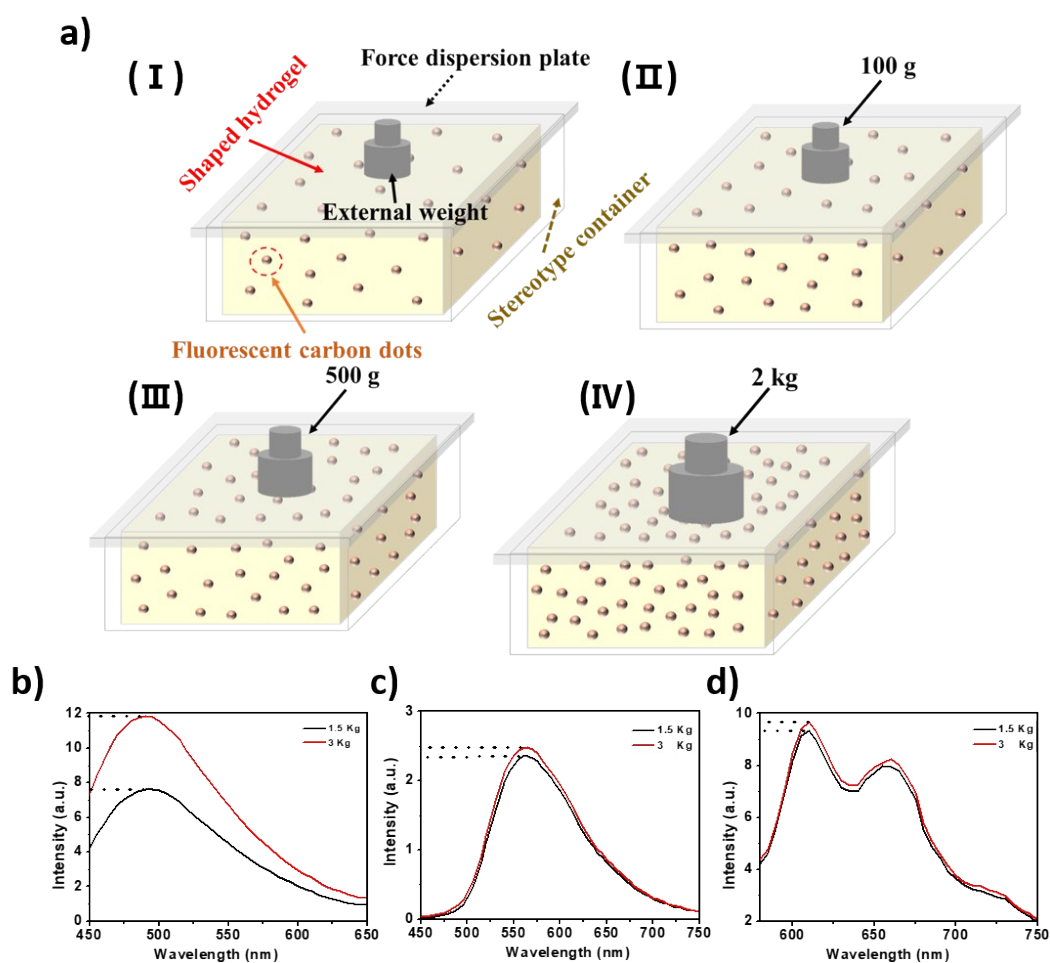 a)
(Ⅰ)
Force dispersion plate
Shaped hydrogel
External weight
Stereotype container
Fluorescent carbon dots
(Ⅱ)
100 g
(Ⅲ)
500 g
(Ⅳ)
2 kg
b)
12
10
8
6
4
2
0
450 500 550 600 650
Intensity (a.u.)
Wavelength (nm)
1.5 Kg
3 Kg
c)
3
2
1
0
450 500 550 600 650 700 750
Intensity (a.u.)
Wavelength (nm)
1.5 Kg
3 Kg
d)
10
8
6
4
2
600 650 700 750
Intensity (a.u.)
Wavelength (nm)
1.5 Kg
3 Kg